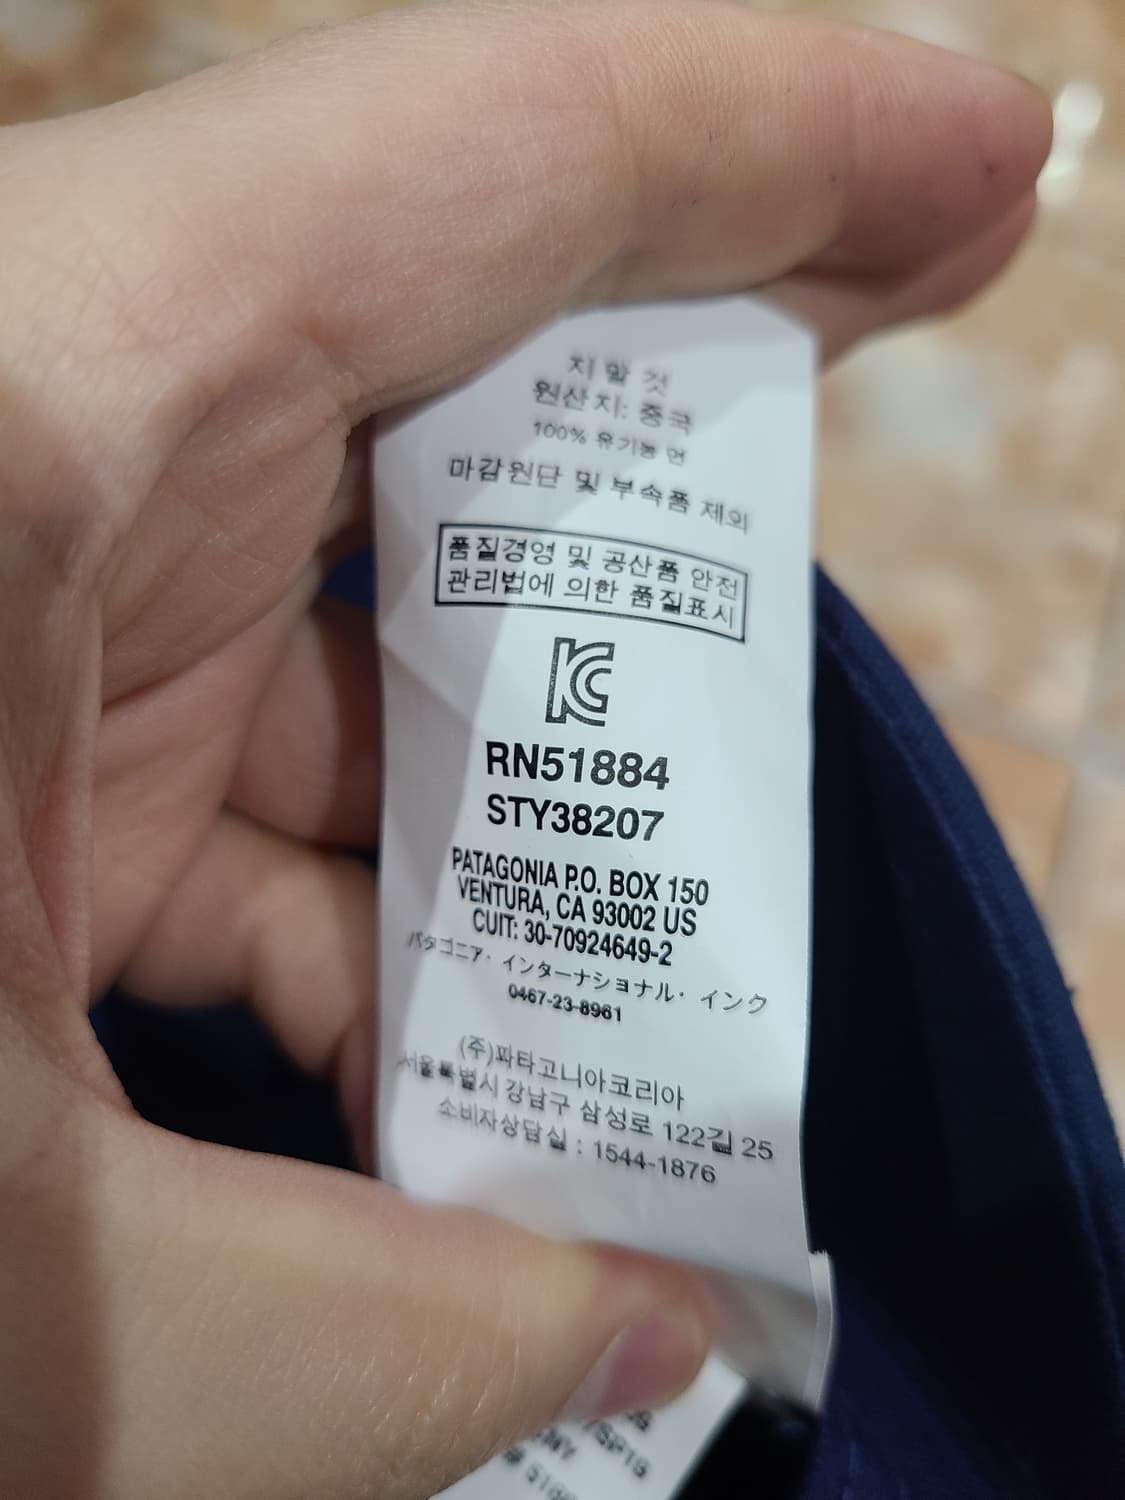 치 말 것
원산지: 중국
100% 유기농 면
마감원단 및 부속품 제외
품질경영 및 공산품 안전
관리법에 의한 품질표시
KC
RN51884
STY38207
PATAGONIA P.O. BOX 150
VENTURA, CA 93002 US
CUIT: 30-70924649-2
パタゴニア・インターナショナル・インク
0467-23-8961
(주)파타고니아코리아
서울특별시 강남구 삼성로 122길 25
소비자상담실 : 1544-1876
/SP19